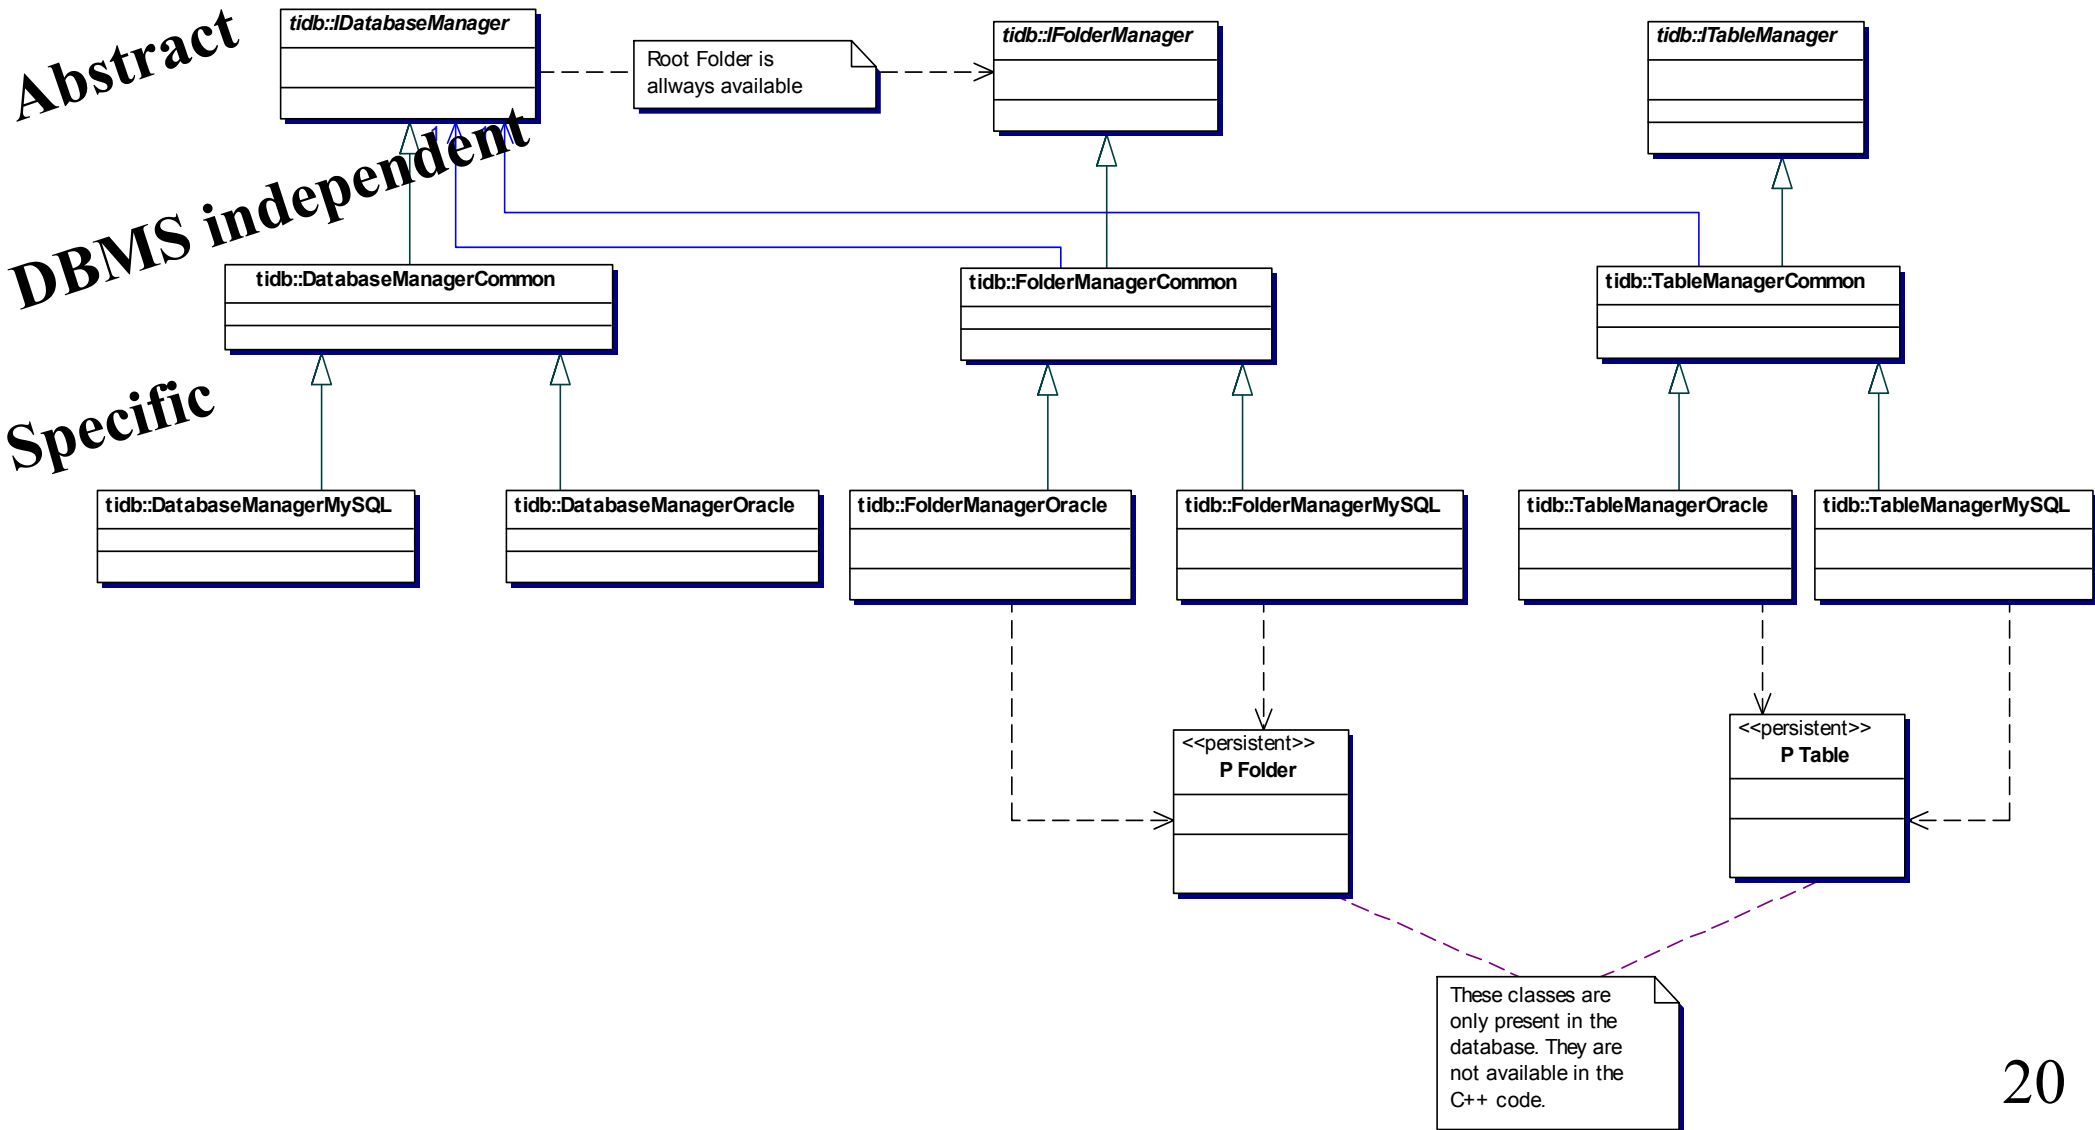 Abstract
tidb::IDatabaseManager
Root Folder is
allways available
tidb::IFolderManager
tidb::ITableManager
DBMS independent
tidb::DatabaseManagerCommon
tidb::FolderManagerCommon
tidb::TableManagerCommon
Specific
tidb::DatabaseManagerMySQL
tidb::DatabaseManagerOracle
tidb::FolderManagerOracle
tidb::FolderManagerMySQL
tidb::TableManagerOracle
tidb::TableManagerMySQL
<<persistent>>
P Folder
<<persistent>>
P Table
These classes are
only present in the
database. They are
not available in the
C++ code.
20